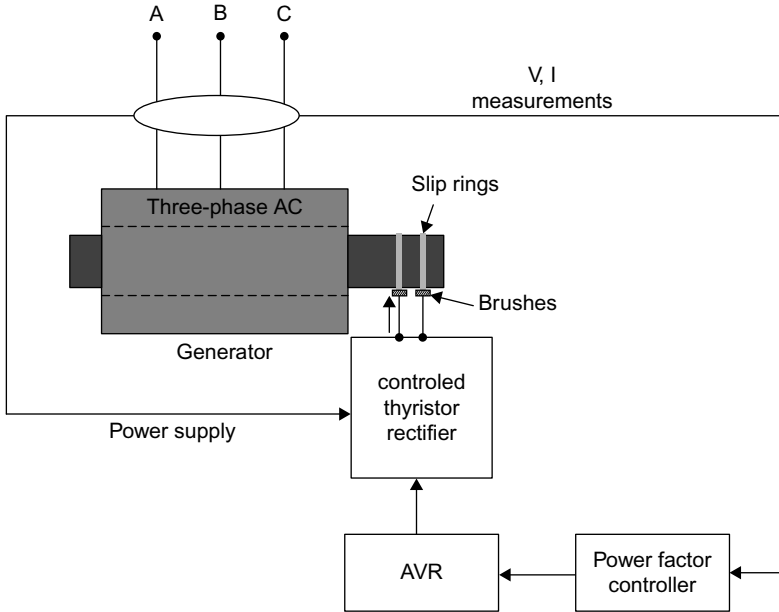 A
B
C
V, I
measurements
Three-phase AC
Slip rings
Brushes
Generator
controled
thyristor
rectifier
Power supply
AVR
Power factor
controller